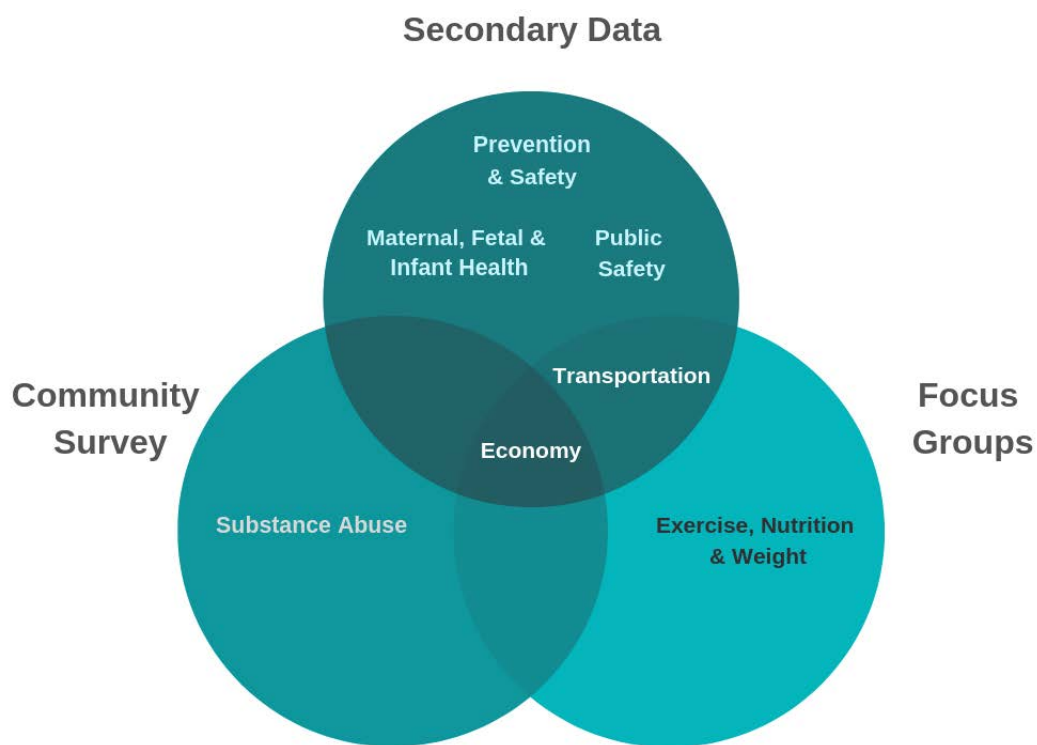 Secondary Data
Prevention
& Safety
Maternal, Fetal &
Infant Health
Public
Safety
Transportation
Community
Survey
Focus
Groups
Economy
Substance Abuse
Exercise, Nutrition
& Weight